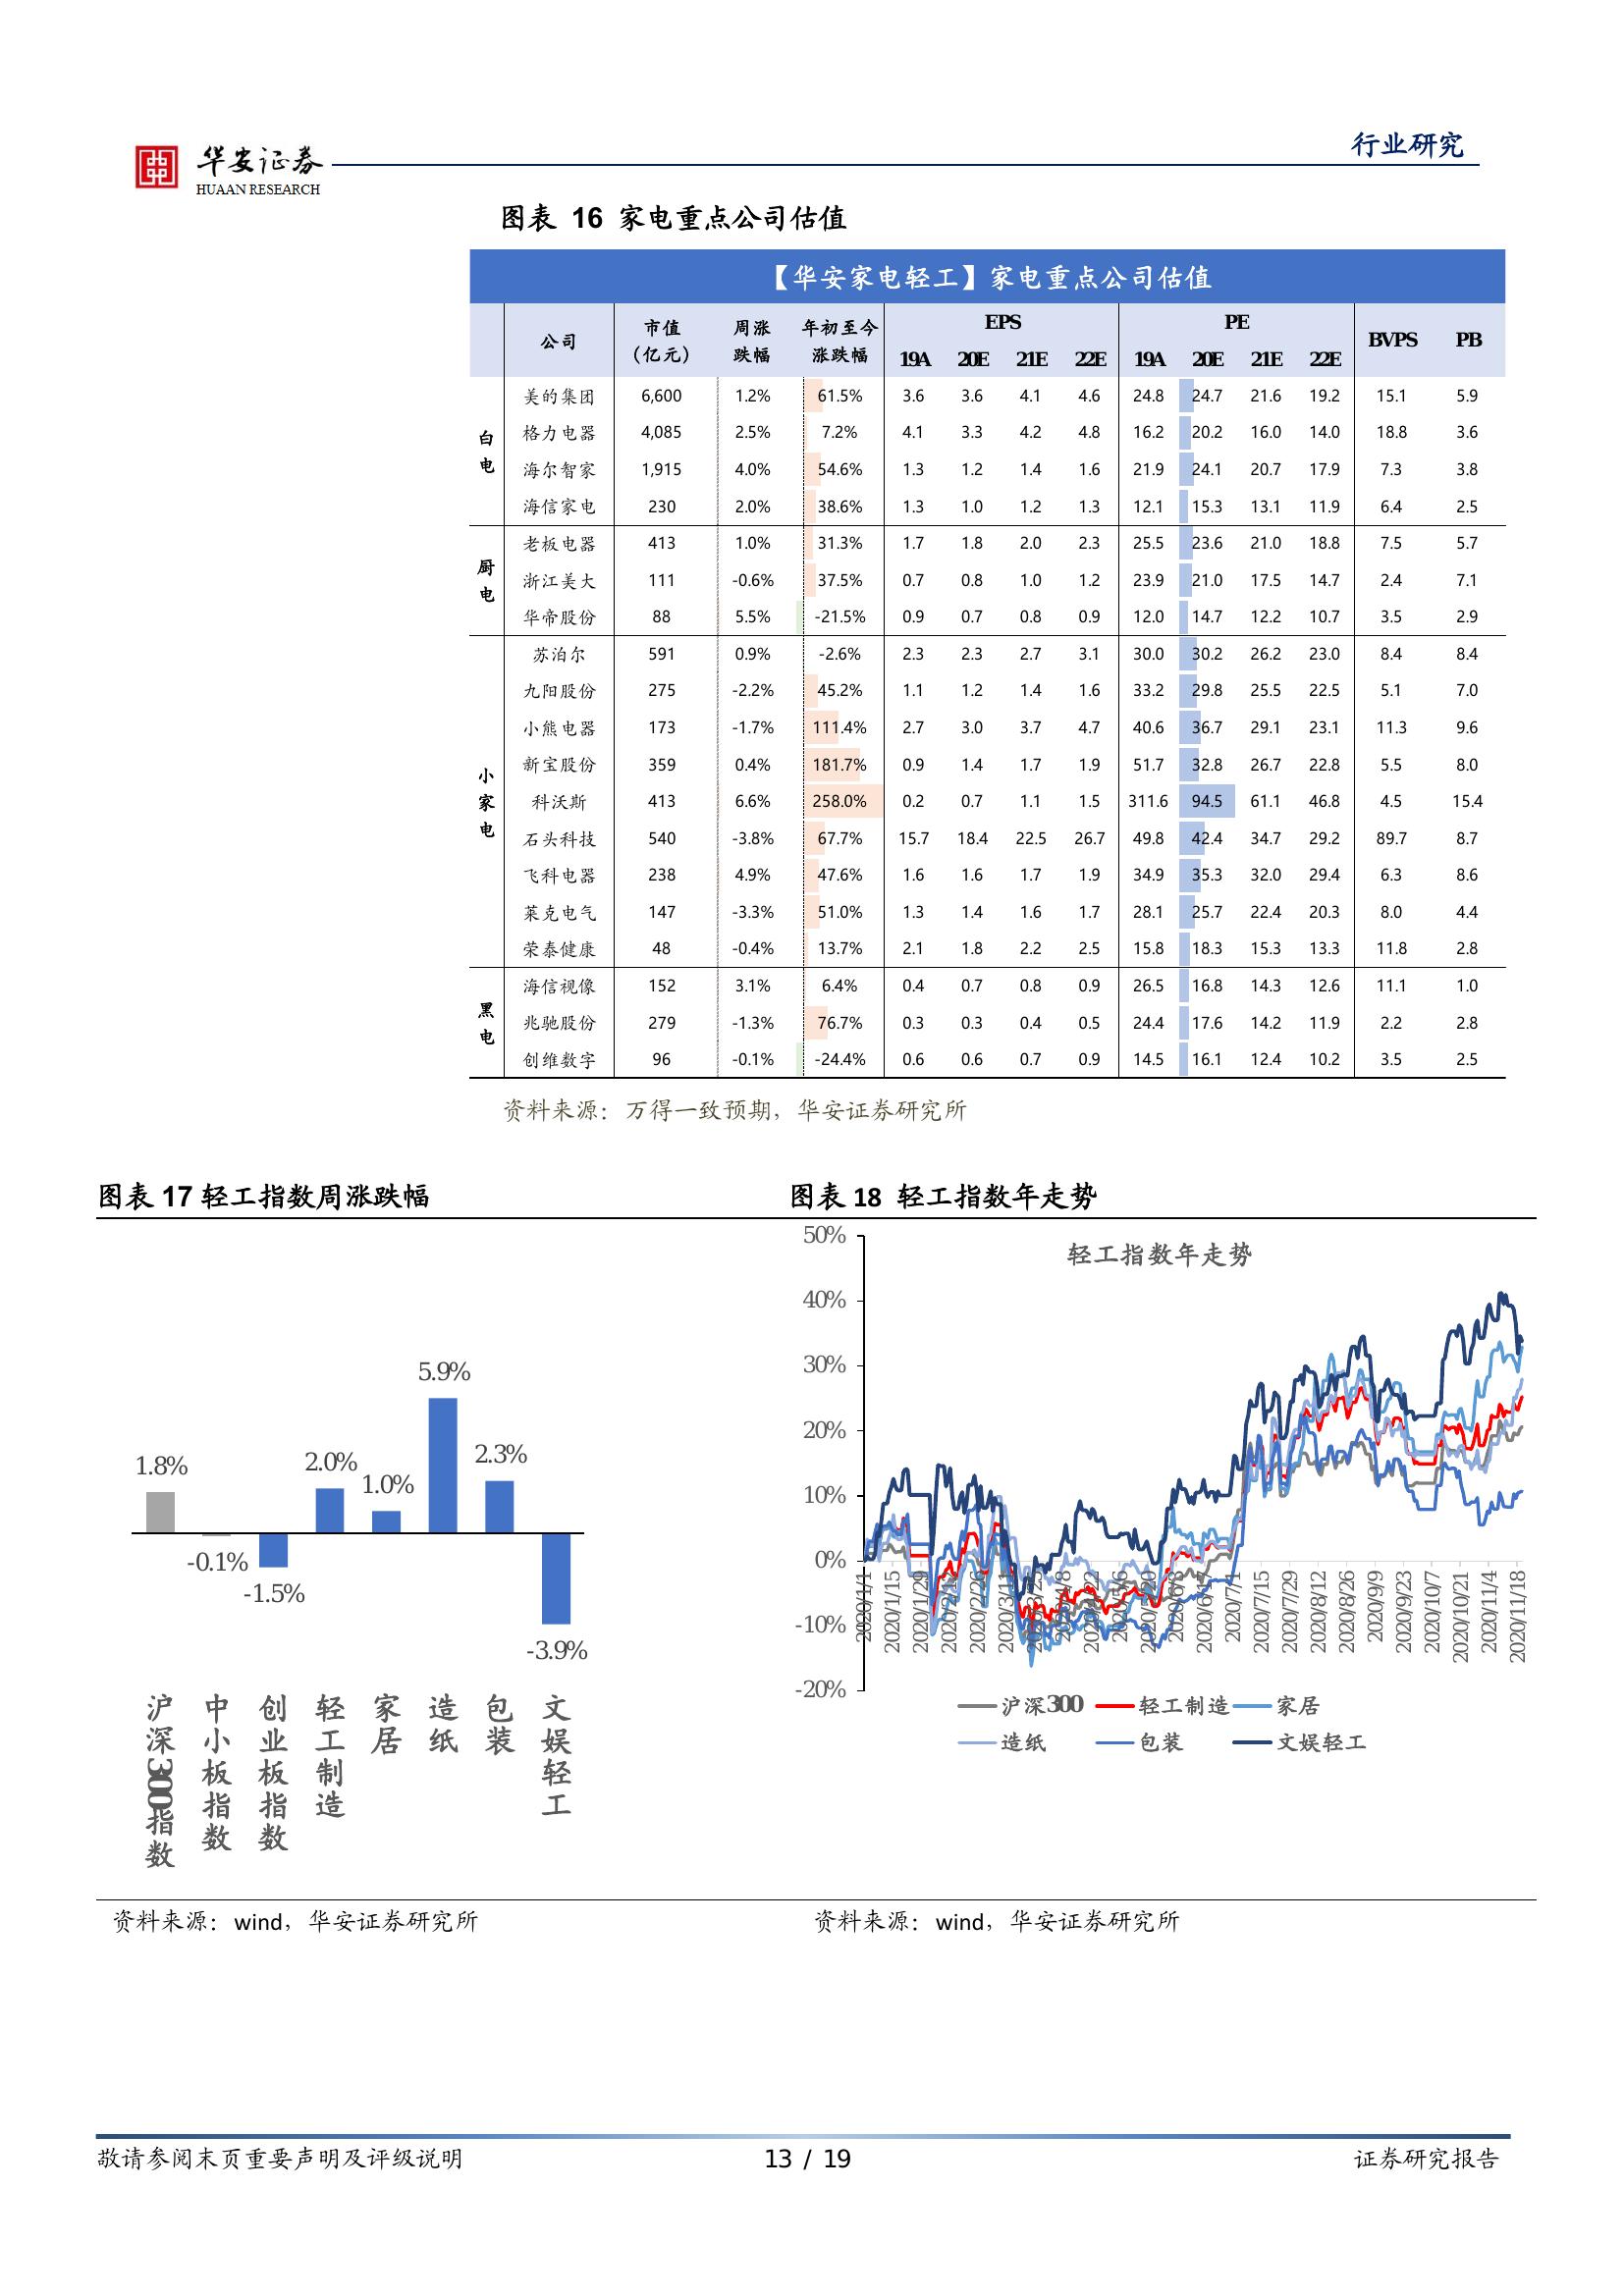 华安证券
HUAAN RESEARCH
行业研究
图表 16 家电重点公司估值
【华安家电轻工】家电重点公司估值
公司 市值（亿元） 周涨跌幅 年初至今涨跌幅 EPS PE BVPS PB
19A 20E 21E 22E 19A 20E 21E 22E
白电
美的集团 6,600 1.2% 61.5% 3.6 3.6 4.1 4.6 24.8 24.7 21.6 19.2 15.1 5.9
格力电器 4,085 2.5% 7.2% 4.1 3.3 4.2 4.8 16.2 20.2 16.0 14.0 18.8 3.6
海尔智家 1,915 4.0% 54.6% 1.3 1.2 1.4 1.6 21.9 24.1 20.7 17.9 7.3 3.8
海信家电 230 2.0% 38.6% 1.3 1.0 1.2 1.3 12.1 15.3 13.1 11.9 6.4 2.5
厨电
老板电器 413 1.0% 31.3% 1.7 1.8 2.0 2.3 25.5 23.6 21.0 18.8 7.5 5.7
浙江美大 111 -0.6% 37.5% 0.7 0.8 1.0 1.2 23.9 21.0 17.5 14.7 2.4 7.1
华帝股份 88 5.5% -21.5% 0.9 0.7 0.8 0.9 12.0 14.7 12.2 10.7 3.5 2.9
小家电
苏泊尔 591 0.9% -2.6% 2.3 2.3 2.7 3.1 30.0 30.2 26.2 23.0 8.4 8.4
九阳股份 275 -2.2% 45.2% 1.1 1.2 1.4 1.6 33.2 29.8 25.5 22.5 5.1 7.0
小熊电器 173 -1.7% 111.4% 2.7 3.0 3.7 4.7 40.6 36.7 29.1 23.1 11.3 9.6
新宝股份 359 0.4% 181.7% 0.9 1.4 1.7 1.9 51.7 32.8 26.7 22.8 5.5 8.0
科沃斯 413 6.6% 258.0% 0.2 0.7 1.1 1.5 311.6 94.5 61.1 46.8 4.5 15.4
石头科技 540 -3.8% 67.7% 15.7 18.4 22.5 26.7 49.8 42.4 34.7 29.2 89.7 8.7
飞科电器 238 4.9% 47.6% 1.6 1.6 1.7 1.9 34.9 35.3 32.0 29.4 6.3 8.6
莱克电气 147 -3.3% 51.0% 1.3 1.4 1.6 1.7 28.1 25.7 22.4 20.3 8.0 4.4
荣泰健康 48 -0.4% 13.7% 2.1 1.8 2.2 2.5 15.8 18.3 15.3 13.3 11.8 2.8
黑电
海信视像 152 3.1% 6.4% 0.4 0.7 0.8 0.9 26.5 16.8 14.3 12.6 11.1 1.0
兆驰股份 279 -1.3% 76.7% 0.3 0.3 0.4 0.5 24.4 17.6 14.2 11.9 2.2 2.8
创维数字 96 -0.1% -24.4% 0.6 0.6 0.7 0.9 14.5 16.1 12.4 10.2 3.5 2.5
资料来源：万得一致预期，华安证券研究所
图表 17 轻工指数周涨跌幅
1.8% -0.1% -1.5% 2.0% 1.0% 5.9% 2.3% -3.9%
沪深300指数 中小板指数 创业板指数 轻工制造 家居 造纸 包装 文娱轻工
图表 18 轻工指数年走势
轻工指数年走势
50%
40%
30%
20%
10%
0%
-10%
-20%
2020/1/1 2020/1/15 2020/1/29 2020/2/12 2020/2/26 2020/3/11 2020/3/25 2020/4/8 2020/4/22 2020/5/6 2020/5/20 2020/6/3 2020/6/17 2020/7/1 2020/7/15 2020/7/29 2020/8/12 2020/8/26 2020/9/9 2020/9/23 2020/10/7 2020/10/21 2020/11/4 2020/11/18
沪深300 轻工制造 家居
造纸 包装 文娱轻工
资料来源：wind，华安证券研究所
资料来源：wind，华安证券研究所
敬请参阅末页重要声明及评级说明
13 / 19
证券研究报告